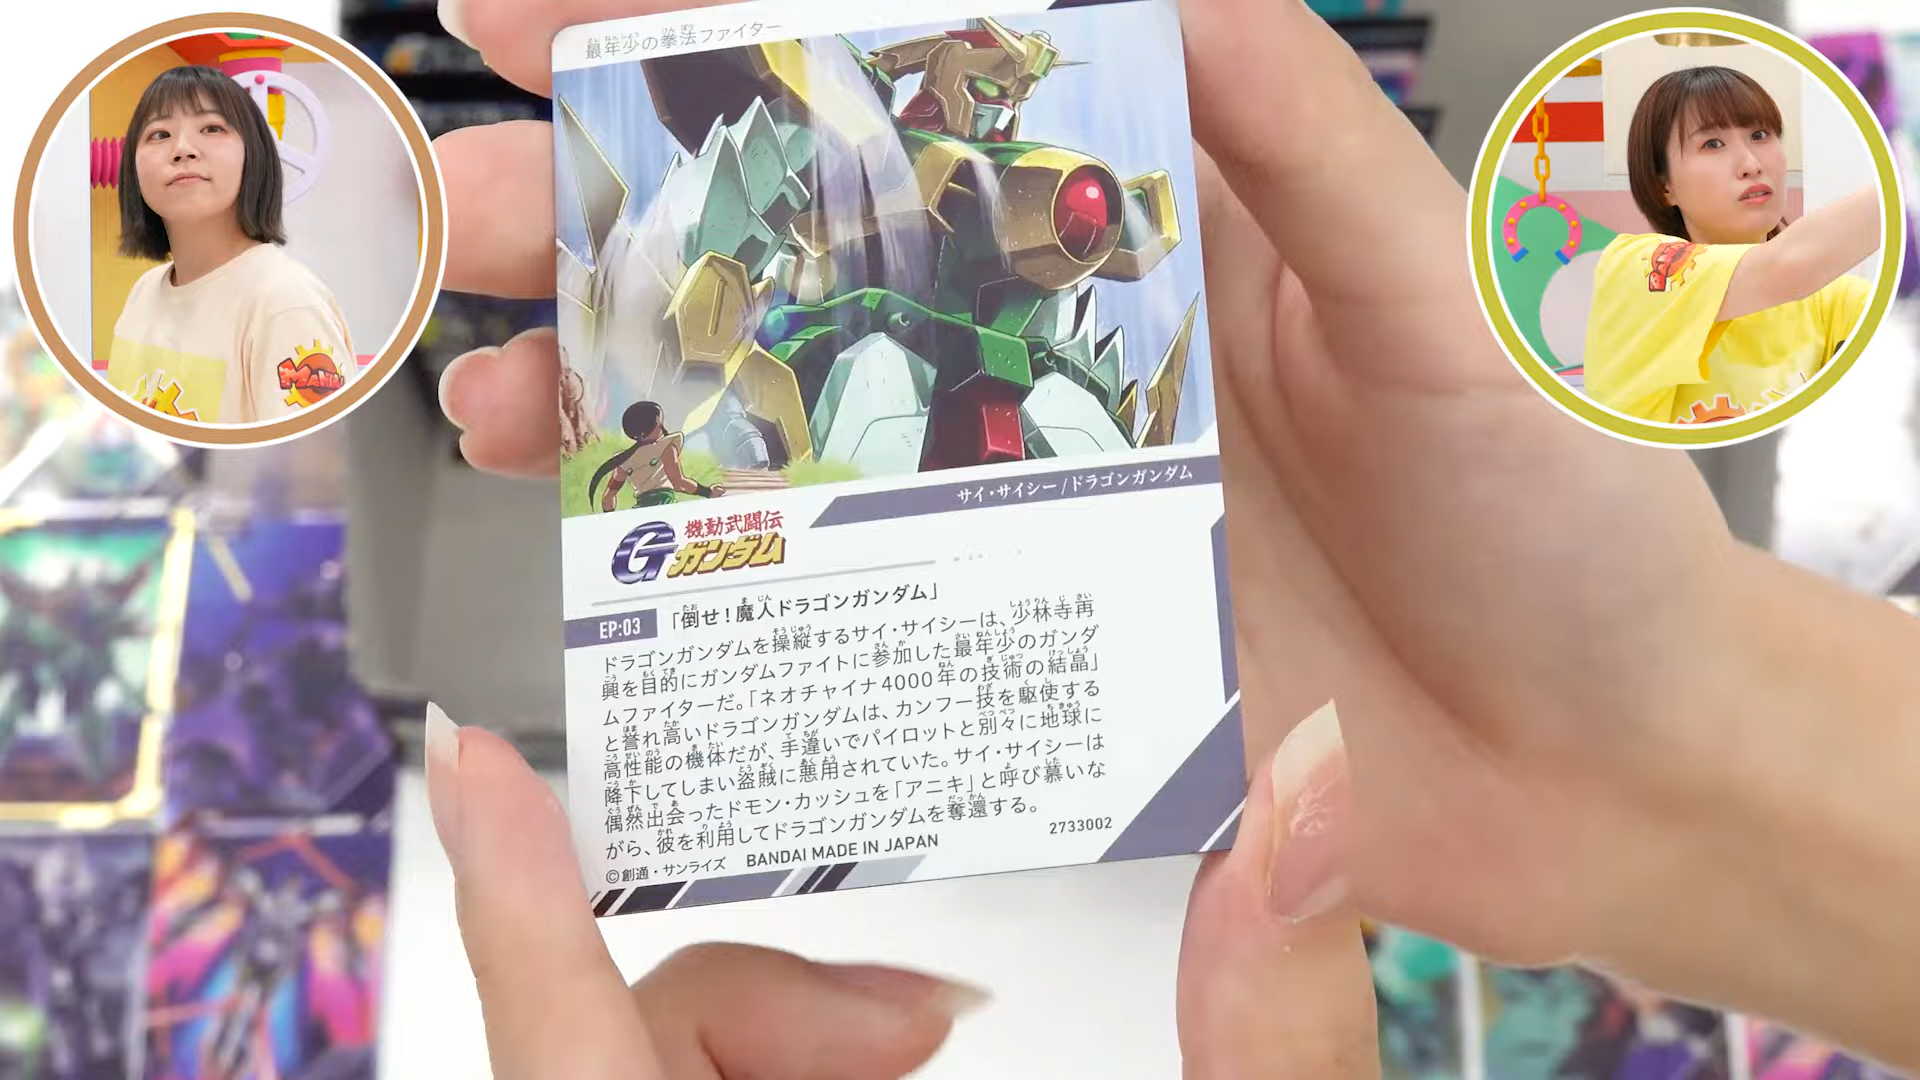 最年少の拳法ファイター
サイ・サイシー/ドラゴンガンダム
機動武闘伝
Gガンダム
EP:03
「倒せ!魔人ドラゴンガンダム」
ドラゴンガンダムを操縦するサイ・サイシーは、少林寺再
興を目的にガンダムファイトに参加した最年少のガンダ
ムファイターだ。「ネオチャイナ4000年の技術の結晶」
と誉れ高いドラゴンガンダムは、カンフー技を駆使する
高性能の機体だが、手違いでパイロットと別々に地球に
降下してしまい盗賊に悪用されていた。サイ・サイシーは
偶然出会ったドモン・カッシュを「アニキ」と呼び慕いな
がら、彼を利用してドラゴンガンダムを奪還する。
2733002
©創通・サンライズ BANDAI MADE IN JAPAN
MANIA